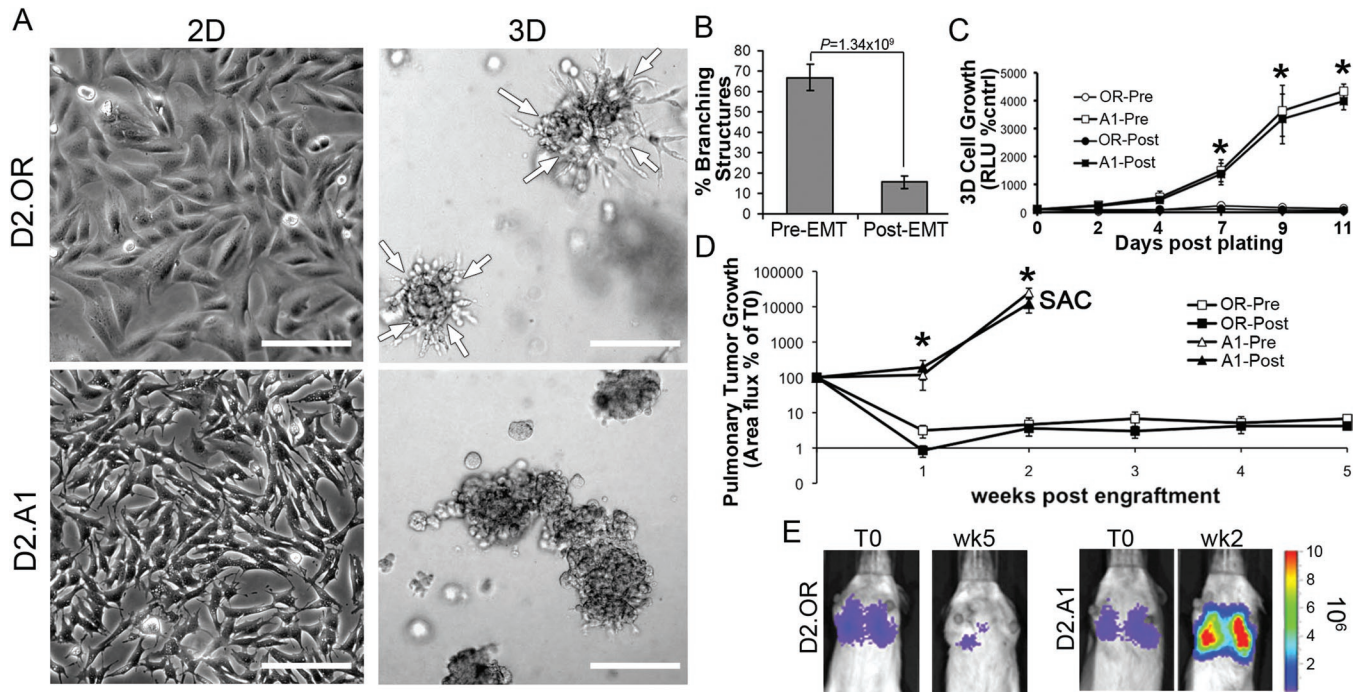 A
2D
3D
D2.OR
D2.A1
B
% Branching
Structures
80
70
60
50
40
30
20
10
0
P=1.34x10⁹
Pre-EMT
Post-EMT
C
3D Cell Growth
(RLU %cntrl)
5000
4000
3000
2000
1000
0
OR-Pre
A1-Pre
OR-Post
A1-Post
*
*
*
0
2
4
7
9
11
Days post plating
D
Pulmonary Tumor Growth
(Area flux % of T0)
100000
10000
1000
100
10
1
0
*
*
SAC
OR-Pre
OR-Post
A1-Pre
A1-Post
1
2
3
4
5
weeks post engraftment
E
T0
wk5
T0
wk2
D2.OR
D2.A1
10
8
6
4
2
10⁶